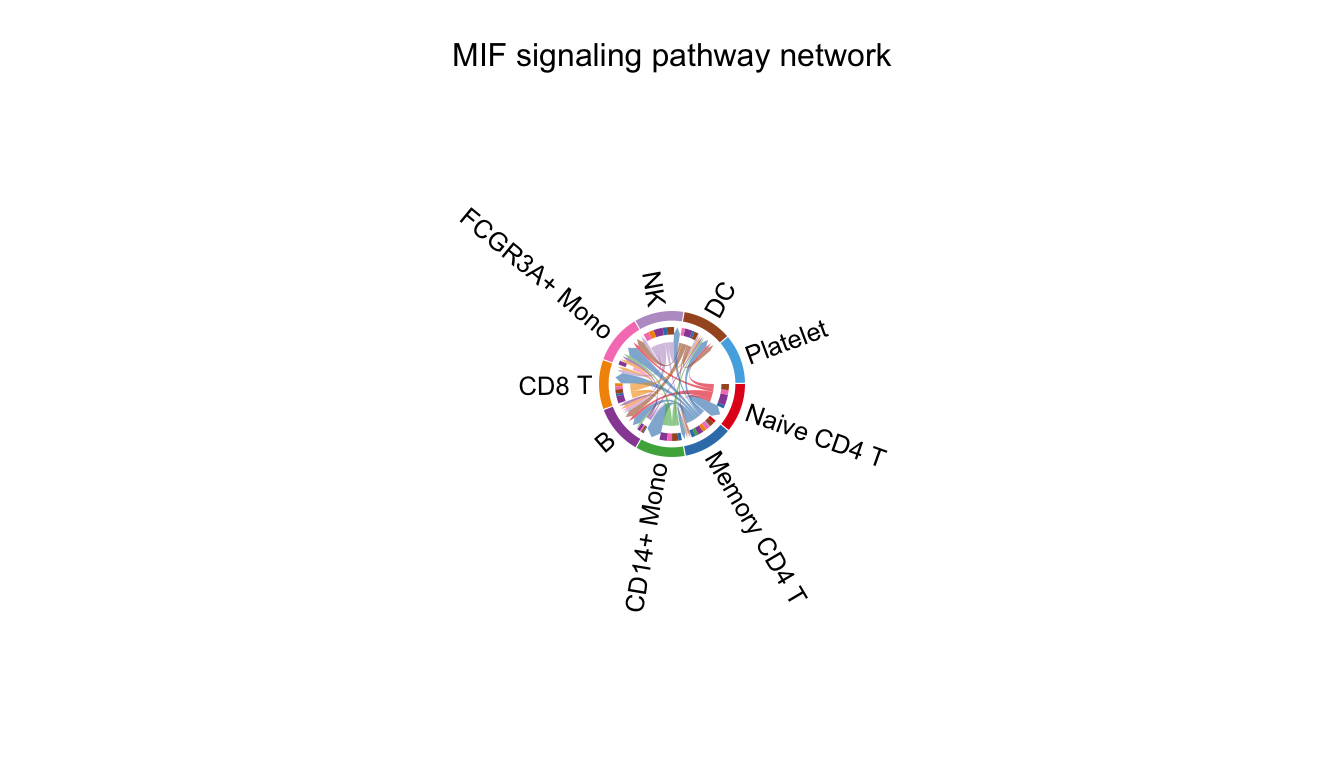 MIF signaling pathway network
FCGR3A+ Mono
NK
DC
Platelet
CD8 T
Naive CD4 T
B
CD14+ Mono
Memory CD4 T